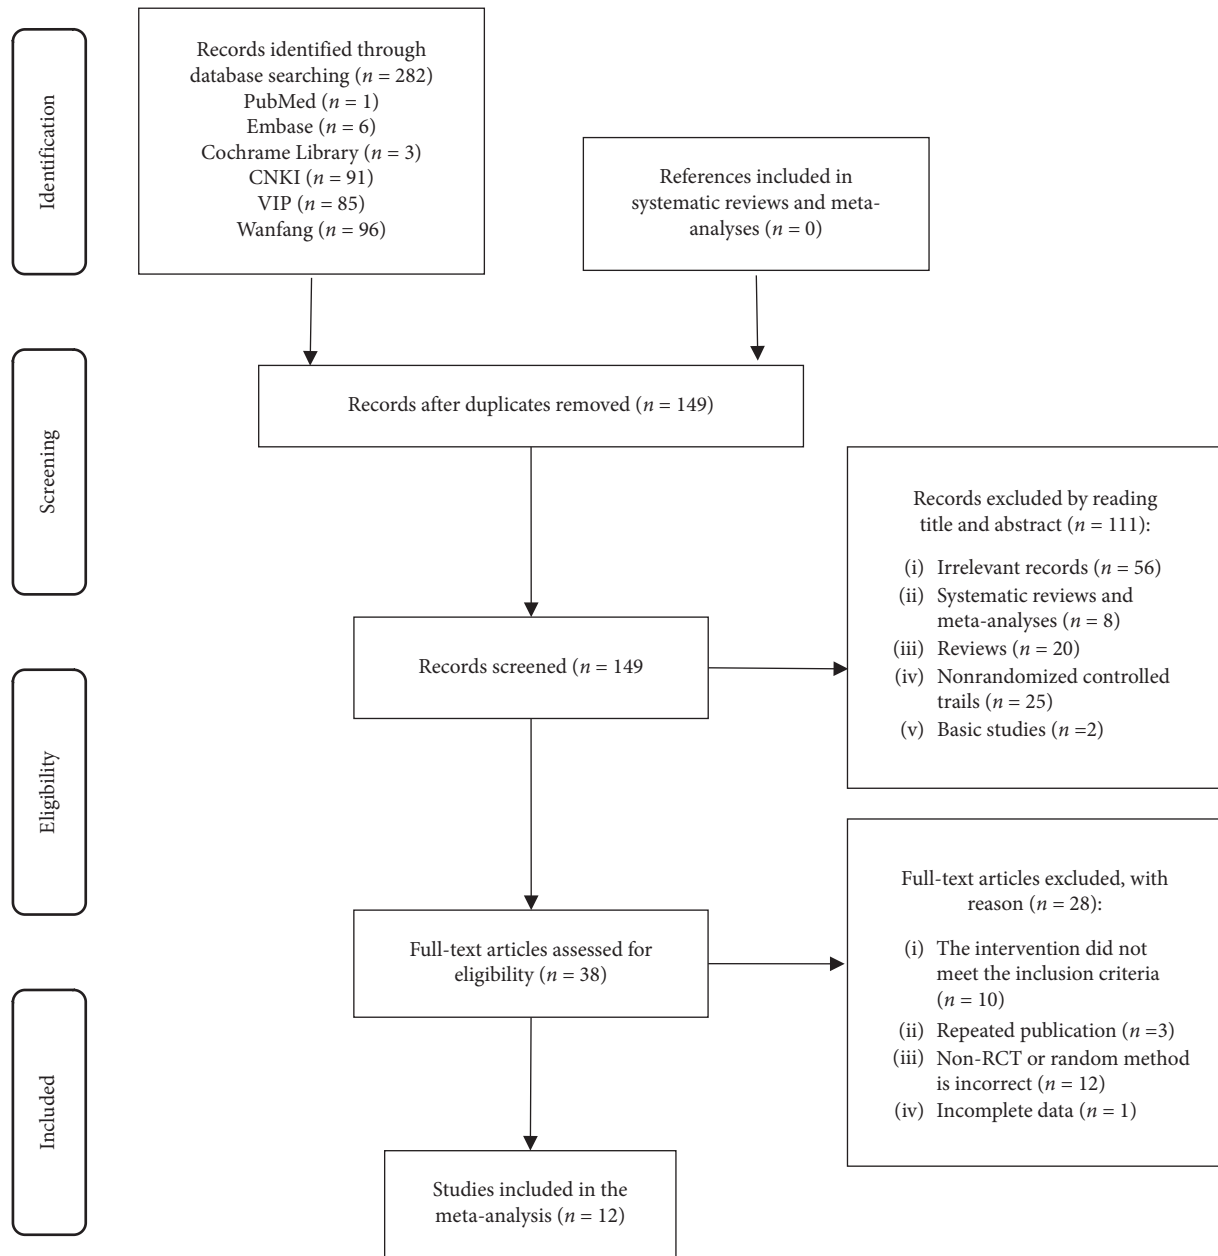 Identification
Records identified through
database searching (n = 282)
PubMed (n = 1)
Embase (n = 6)
Cochrame Library (n = 3)
CNKI (n = 91)
VIP (n = 85)
Wanfang (n = 96)
References included in
systematic reviews and meta-
analyses (n = 0)
Screening
Records after duplicates removed (n = 149)
Records screened (n = 149
Records excluded by reading
title and abstract (n = 111):
(i) Irrelevant records (n = 56)
(ii) Systematic reviews and
meta-analyses (n = 8)
(iii) Reviews (n = 20)
(iv) Nonrandomized controlled
trails (n = 25)
(v) Basic studies (n =2)
Eligibility
Full-text articles assessed for
eligibility (n = 38)
Full-text articles excluded, with
reason (n = 28):
(i) The intervention did not
meet the inclusion criteria
(n = 10)
(ii) Repeated publication (n =3)
(iii) Non-RCT or random method
is incorrect (n = 12)
(iv) Incomplete data (n = 1)
Included
Studies included in the
meta-analysis (n = 12)